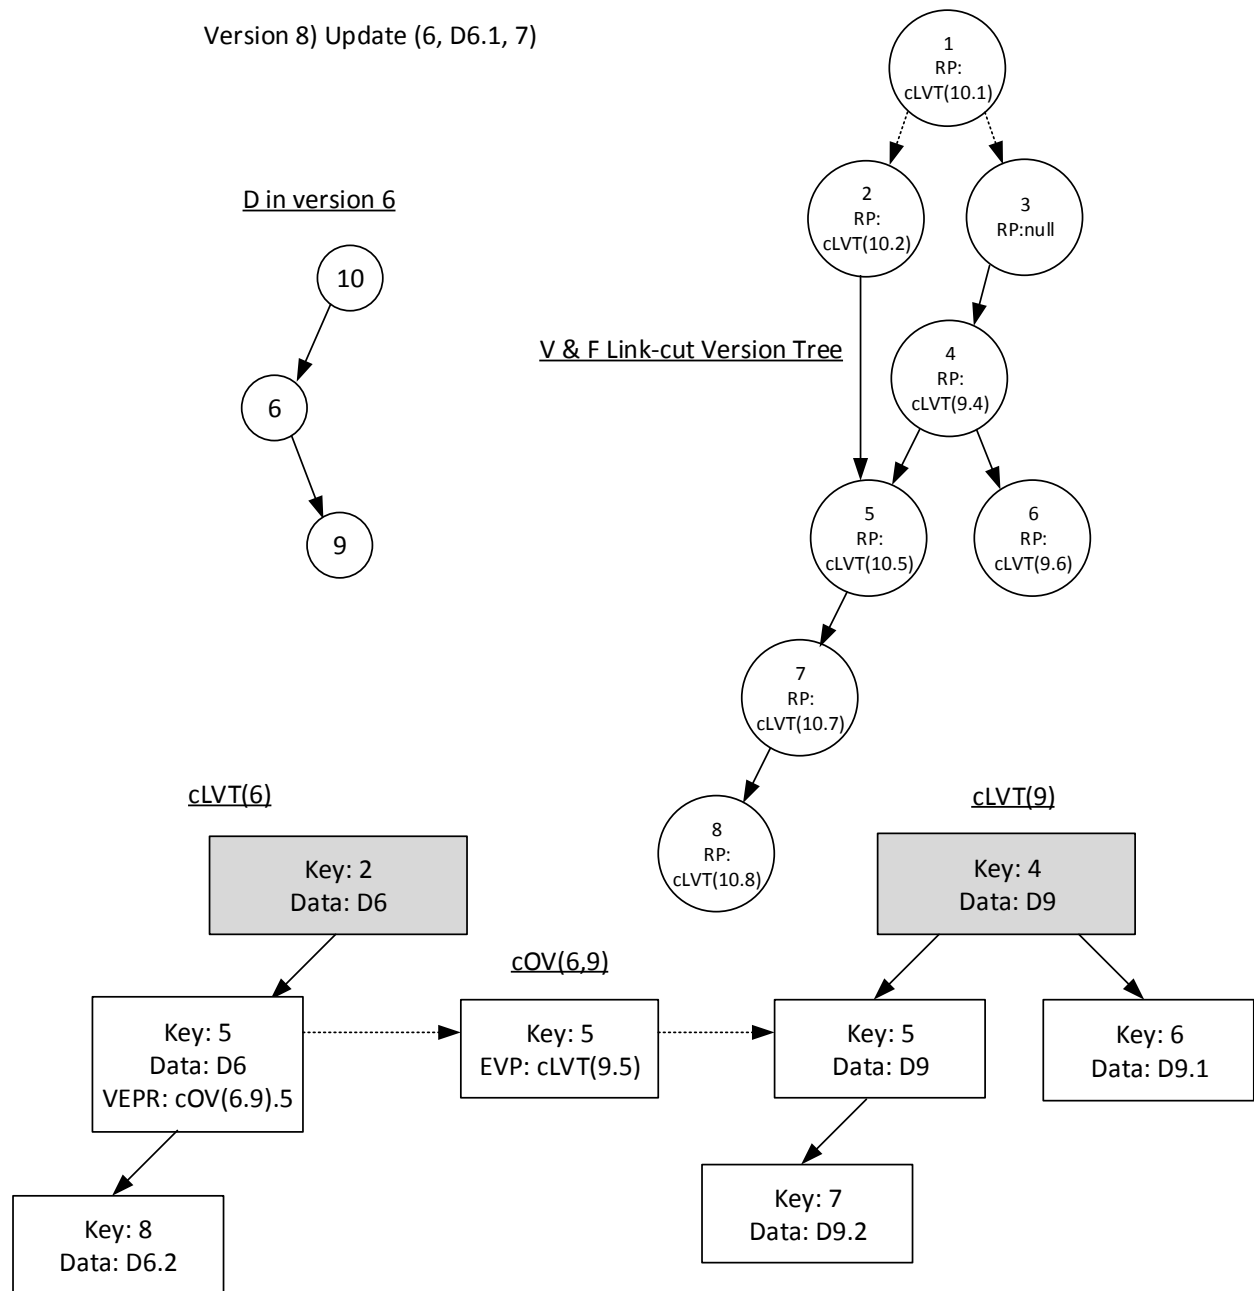 Version 8) Update (6, D6.1, 7)
1
RP:
cLVT(10.1)
D in version 6
2
RP:
cLVT(10.2)
3
RP:null
10
V & F Link-cut Version Tree
4
RP:
cLVT(9.4)
6
9
5
RP:
cLVT(10.5)
6
RP:
cLVT(9.6)
7
RP:
cLVT(10.7)
8
RP:
cLVT(10.8)
cLVT(6)
cLVT(9)
Key: 2
Data: D6
Key: 4
Data: D9
cOV(6,9)
Key: 5
Data: D6
VEPR: cOV(6.9).5
Key: 5
EVP: cLVT(9.5)
Key: 5
Data: D9
Key: 6
Data: D9.1
Key: 8
Data: D6.2
Key: 7
Data: D9.2